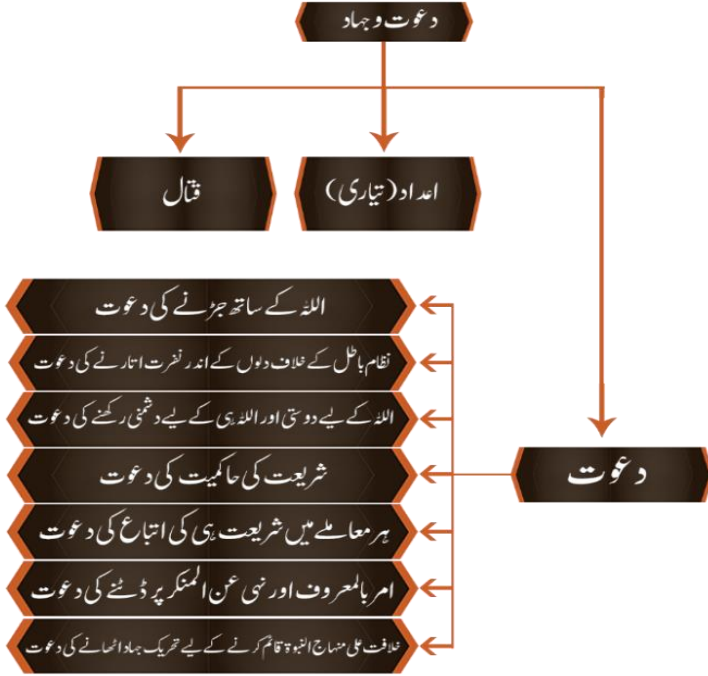 دعوت و جہاد
اعداد (تیاری)
قتال
دعوت
اللہ کے ساتھ جڑنے کی دعوت
نظام باطل کے خلاف دلوں کے اندر نفرت اتارنے کی دعوت
اللہ کے لیے دوستی اور اللہ ہی کے لیے دشمنی رکھنے کی دعوت
شریعت کی حاکمیت کی دعوت
ہر معاملے میں شریعت ہی کی اتباع کی دعوت
امر بالمعروف اور نہی عن المنکر پر ڈٹنے کی دعوت
خلافت علی منہاج النبوۃ قائم کرنے کے لیے تحریک جہاد اٹھانے کی دعوت